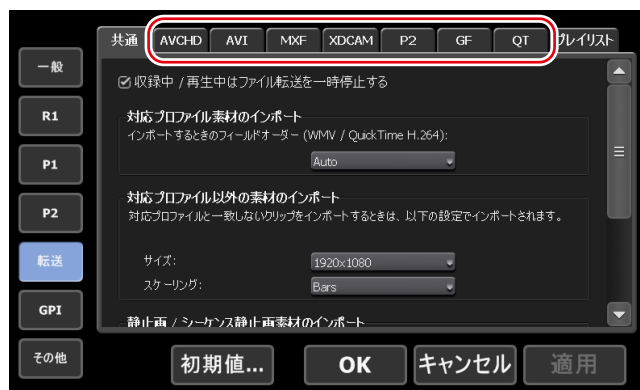 共通 AVCHD AVI MXF XDCAM P2 GF QT プレイリスト
一般
R1
P1
P2
転送
GPI
その他
収録中 / 再生中はファイル転送を一時停止する
対応プロファイル素材のインポート
インポートするときのフィールドオーダー (WMV / QuickTime H.264):
Auto
対応プロファイル以外の素材のインポート
対応プロファイルと一致しないクリップをインポートするときは、以下の設定でインポートされます。
サイズ: 1920×1080
スケーリング: Bars
静止画 / シーケンス静止画素材のインポート
初期値... OK キャンセル 適用